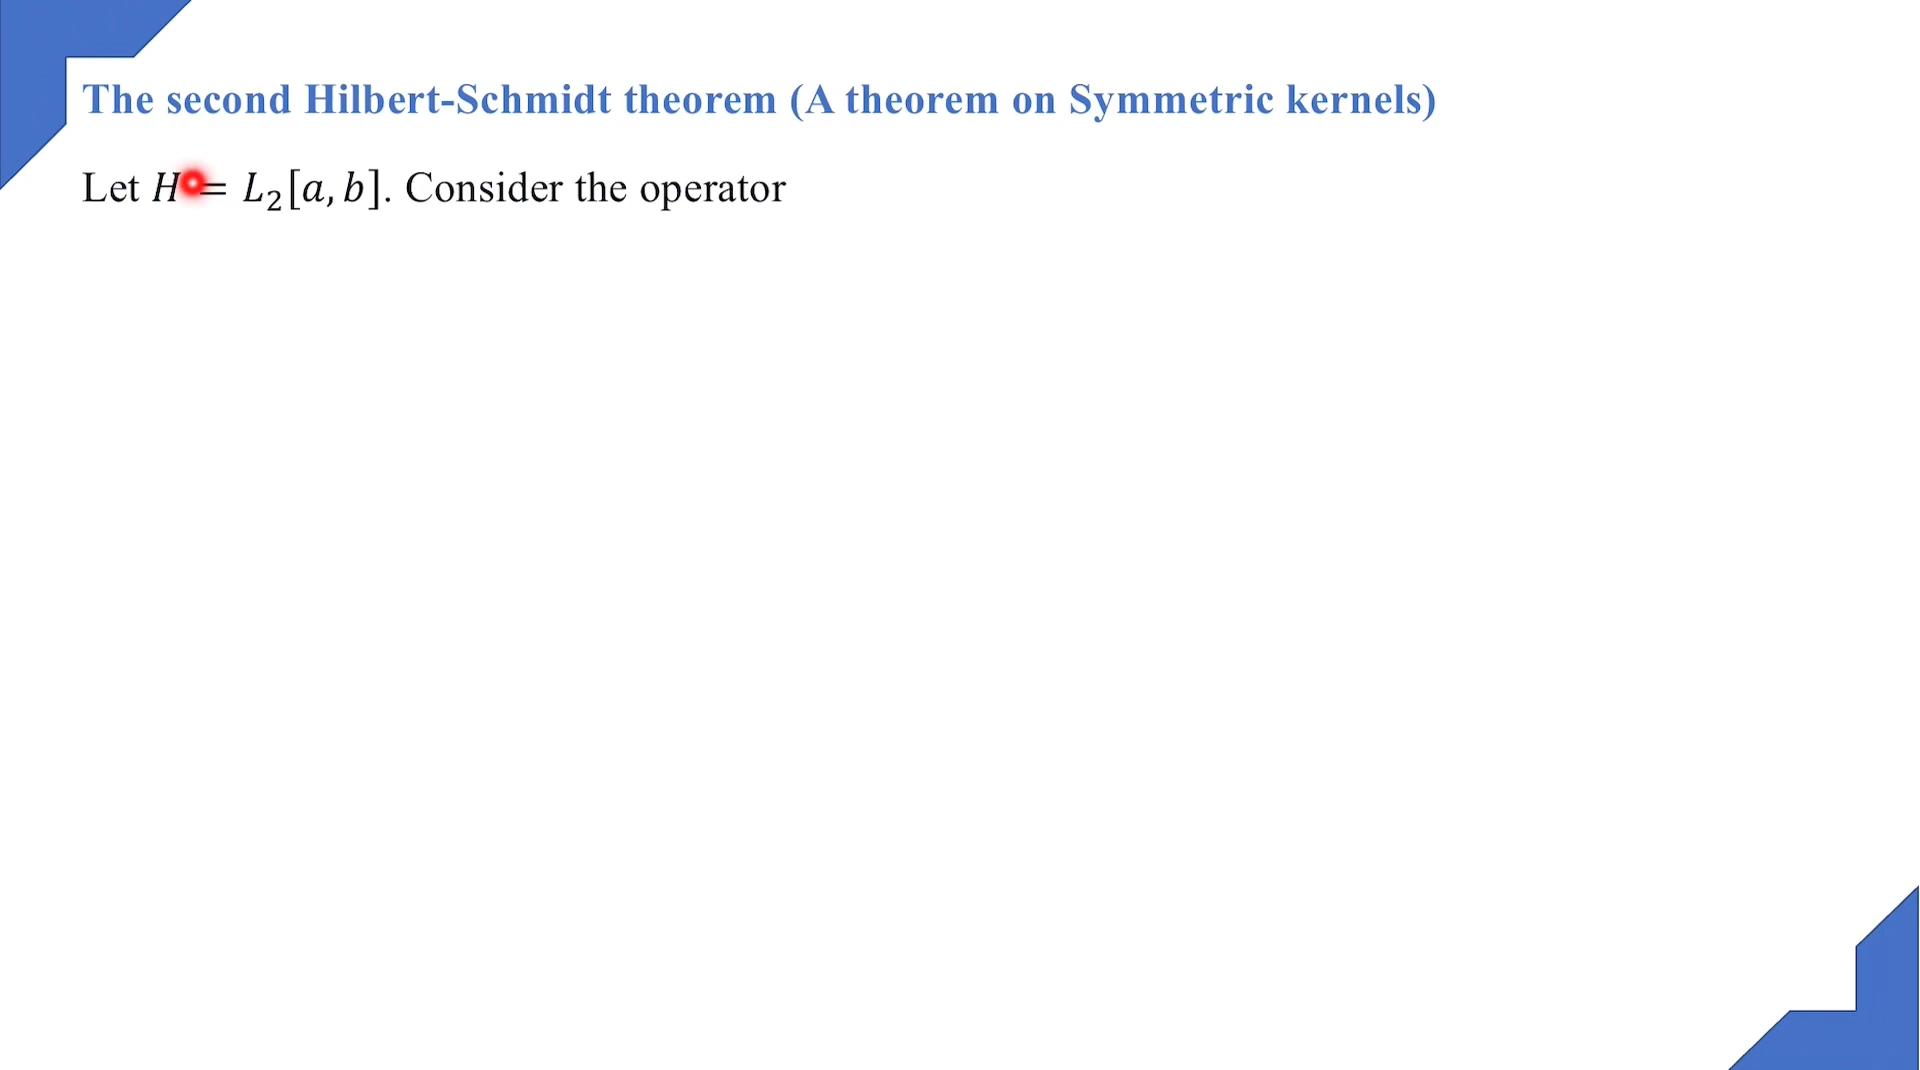 The second Hilbert-Schmidt theorem (A theorem on Symmetric kernels)
Let H = L₂[a, b]. Consider the operator